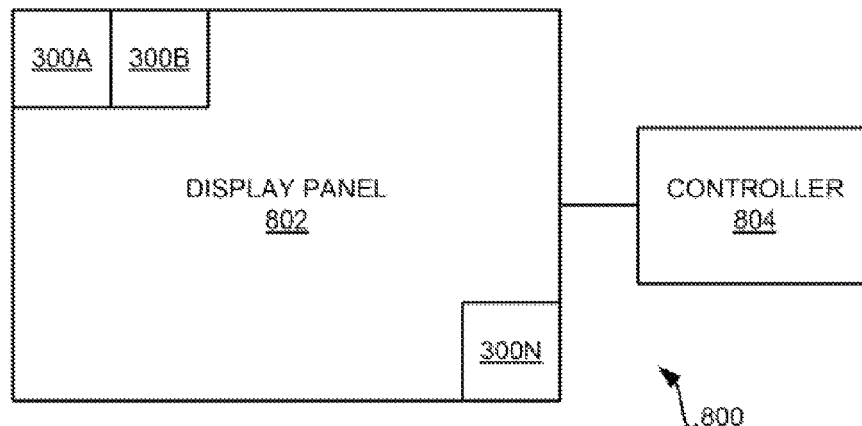 300A 300B
DISPLAY PANEL
802
CONTROLLER
804
300N
800